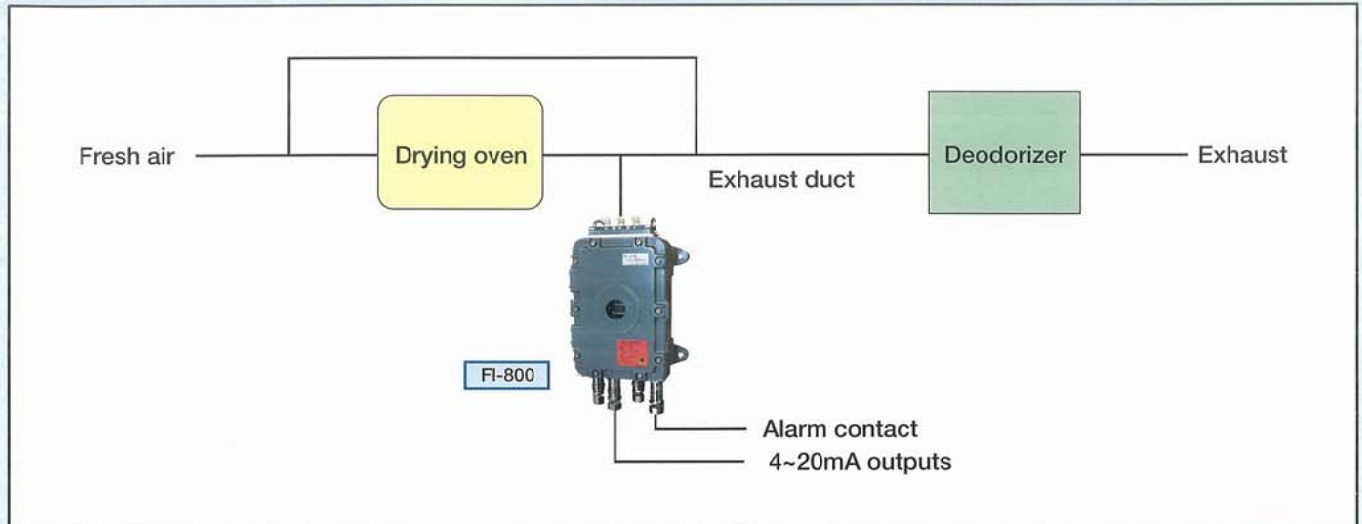 Fresh air
Drying oven
Exhaust duct
Deodorizer
Exhaust
FI-800
Alarm contact
4~20mA outputs